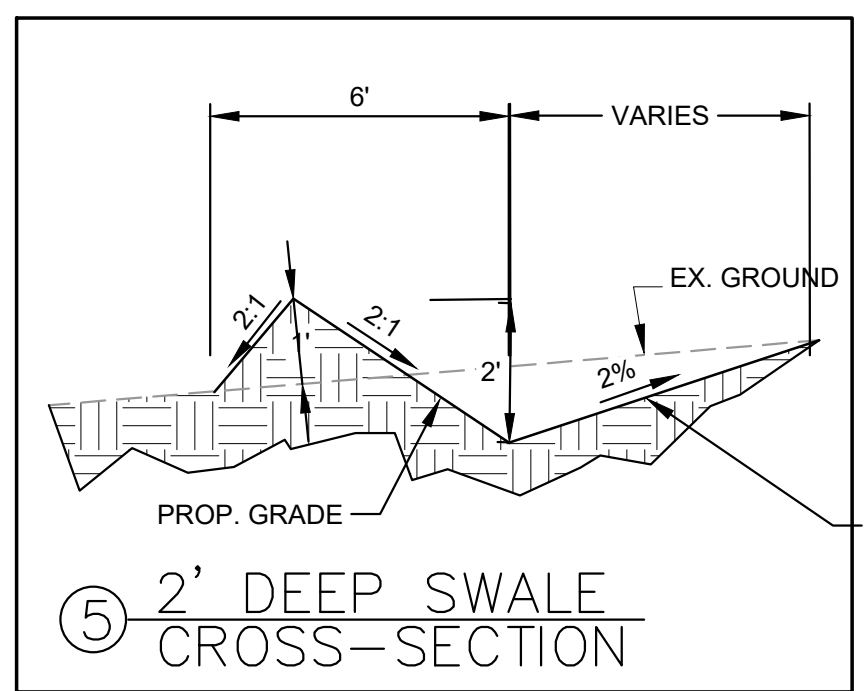 6'
VARIES
EX. GROUND
2:1
2:1
1'
2'
2%
PROP. GRADE
5
2' DEEP SWALE
CROSS-SECTION